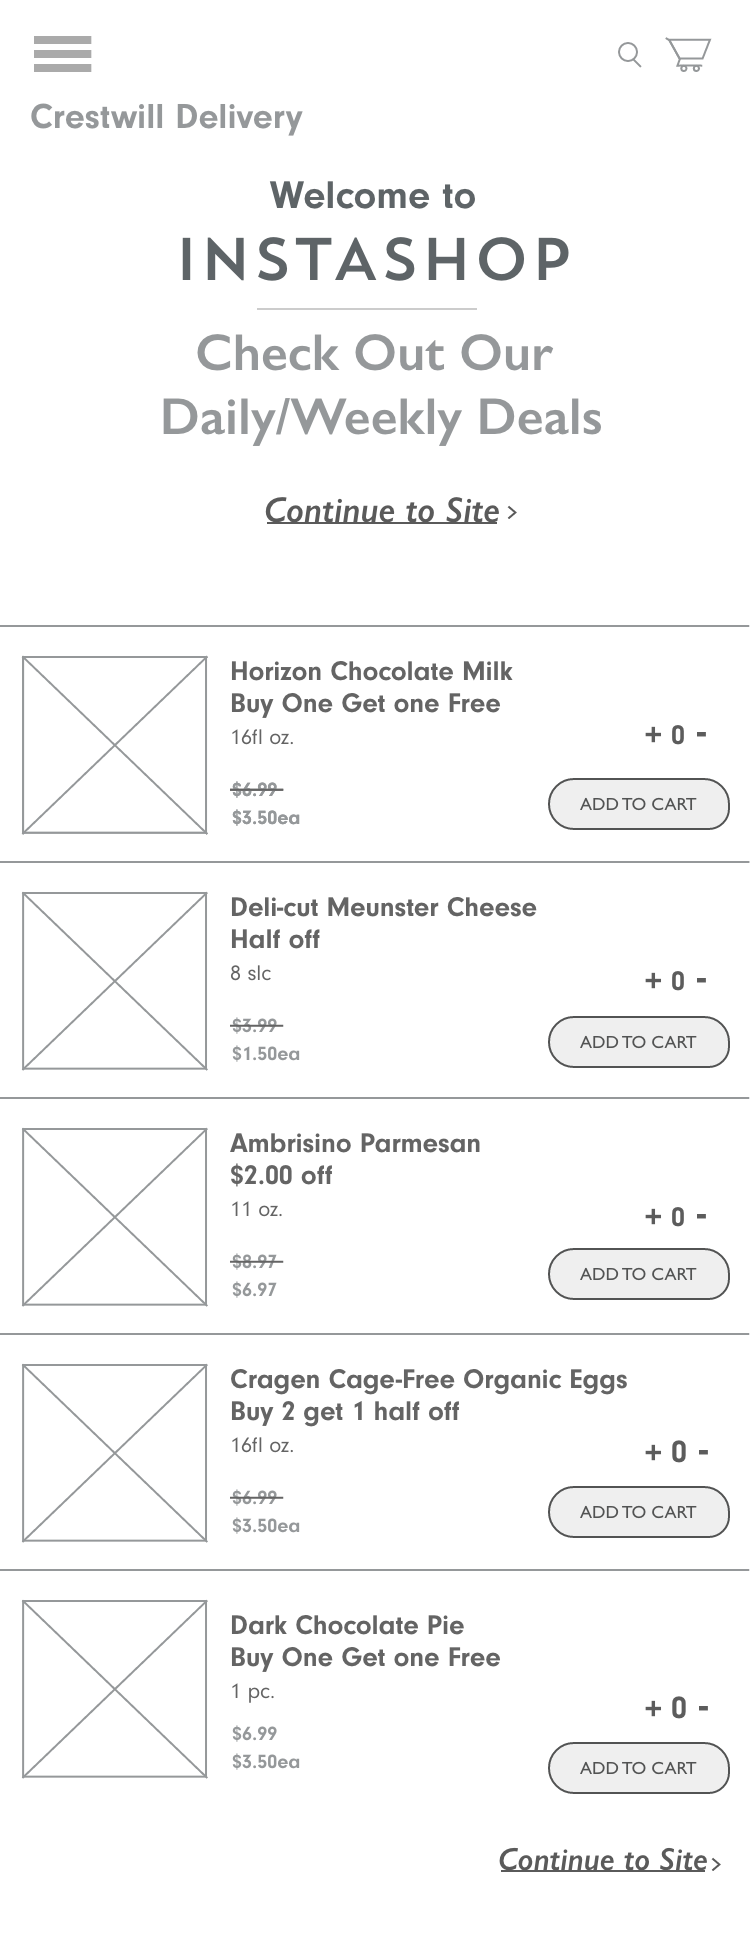 Crestwill Delivery
Welcome to
INSTASHOP
Check Out Our
Daily/Weekly Deals
Continue to Site >
Horizon Chocolate Milk
Buy One Get one Free
16fl oz.
+ 0 -
$6.99
$3.50ea
ADD TO CART
Deli-cut Meunster Cheese
Half off
8 slc
+ 0 -
$3.99
$1.50ea
ADD TO CART
Ambrisino Parmesan
$2.00 off
11 oz.
+ 0 -
$8.97
$6.97
ADD TO CART
Cragen Cage-Free Organic Eggs
Buy 2 get 1 half off
16fl oz.
+ 0 -
$6.99
$3.50ea
ADD TO CART
Dark Chocolate Pie
Buy One Get one Free
1 pc.
+ 0 -
$6.99
$3.50ea
ADD TO CART
Continue to Site >